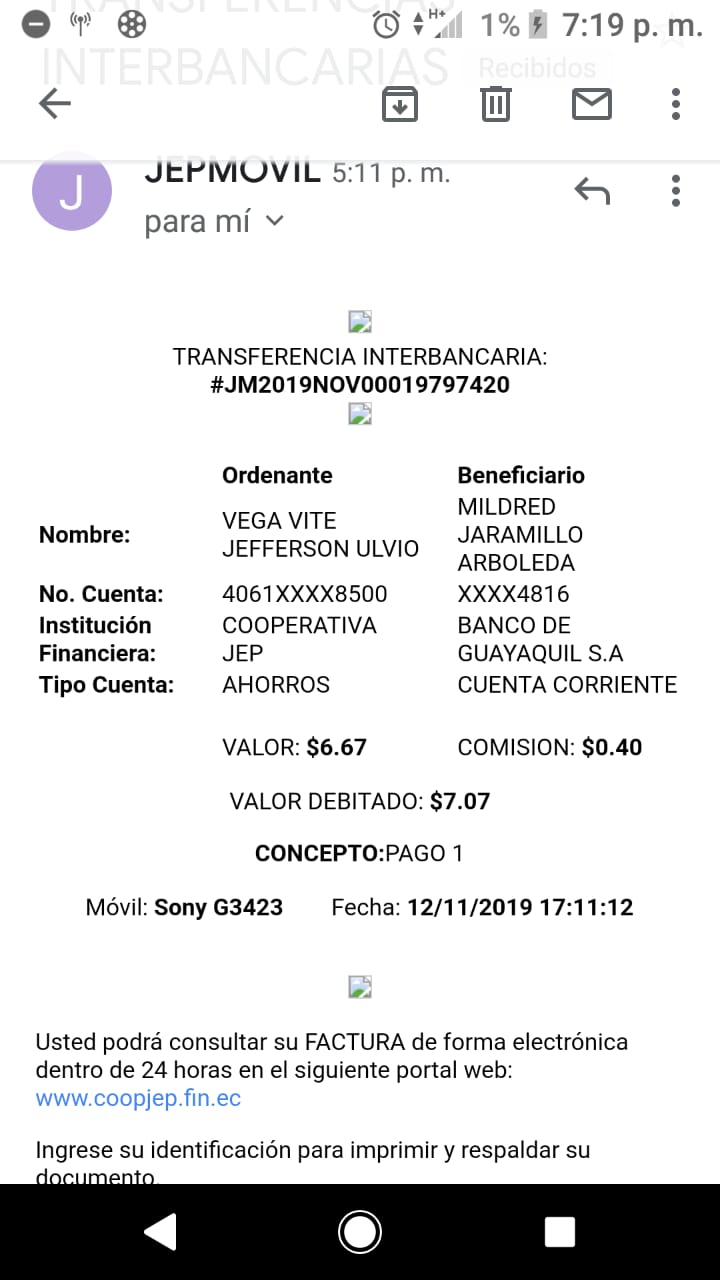 TRANSFERENCIAS
H+ 1% 7:19 p. m.
INTERBANCARIAS Recibidos
JEPMOVIL 5:11 p. m.
J
para mí
TRANSFERENCIA INTERBANCARIA:
#JM2019NOV00019797420
Ordenante Beneficiario
Nombre: VEGA VITE JEFFERSON ULVIO MILDRED JARAMILLO ARBOLEDA
No. Cuenta: 4061XXXX8500 XXXX4816
Institución Financiera: COOPERATIVA JEP BANCO DE GUAYAQUIL S.A
Tipo Cuenta: AHORROS CUENTA CORRIENTE
VALOR: $6.67 COMISION: $0.40
VALOR DEBITADO: $7.07
CONCEPTO:PAGO 1
Móvil: Sony G3423 Fecha: 12/11/2019 17:11:12
Usted podrá consultar su FACTURA de forma electrónica
dentro de 24 horas en el siguiente portal web:
www.coopjep.fin.ec
Ingrese su identificación para imprimir y respaldar su
documento.